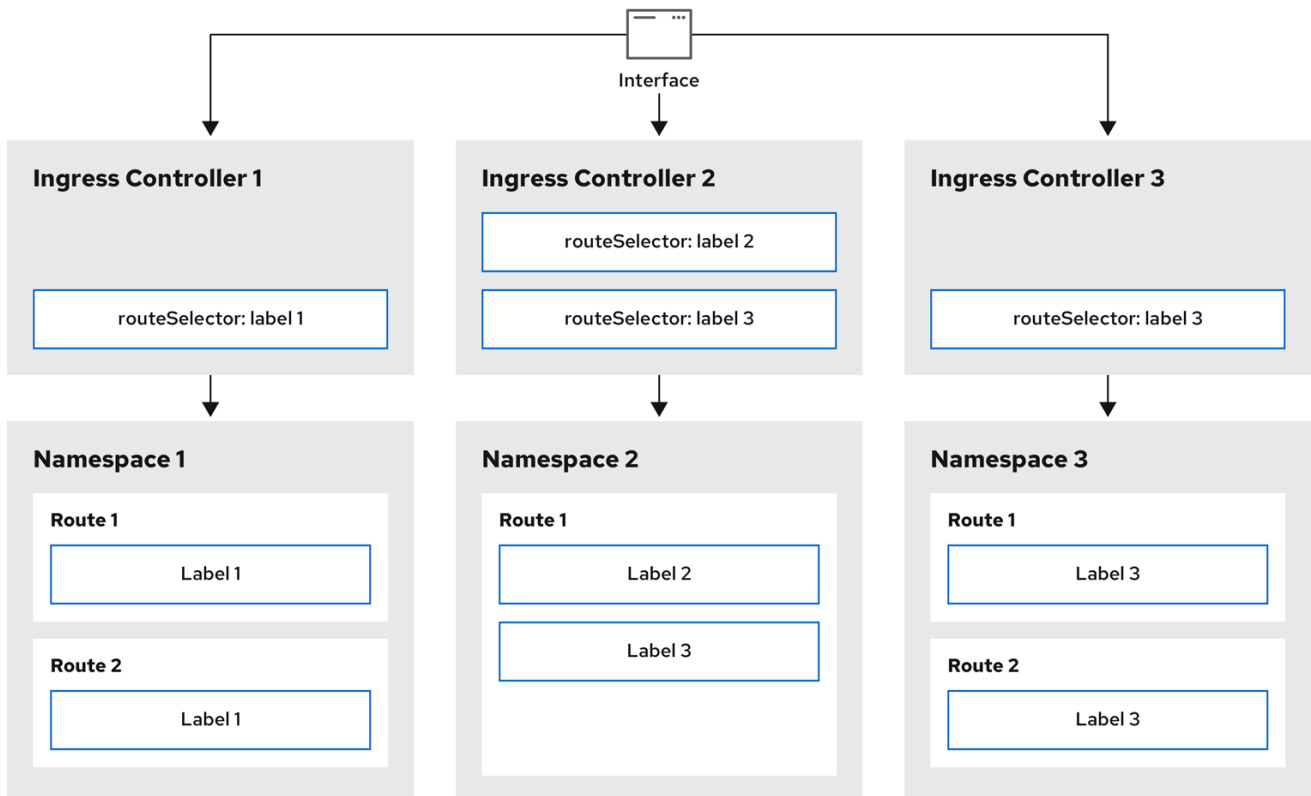 Interface
Ingress Controller 1
routeSelector: label 1
Ingress Controller 2
routeSelector: label 2
routeSelector: label 3
Ingress Controller 3
routeSelector: label 3
Namespace 1
Route 1
Label 1
Route 2
Label 1
Namespace 2
Route 1
Label 2
Label 3
Namespace 3
Route 1
Label 3
Route 2
Label 3